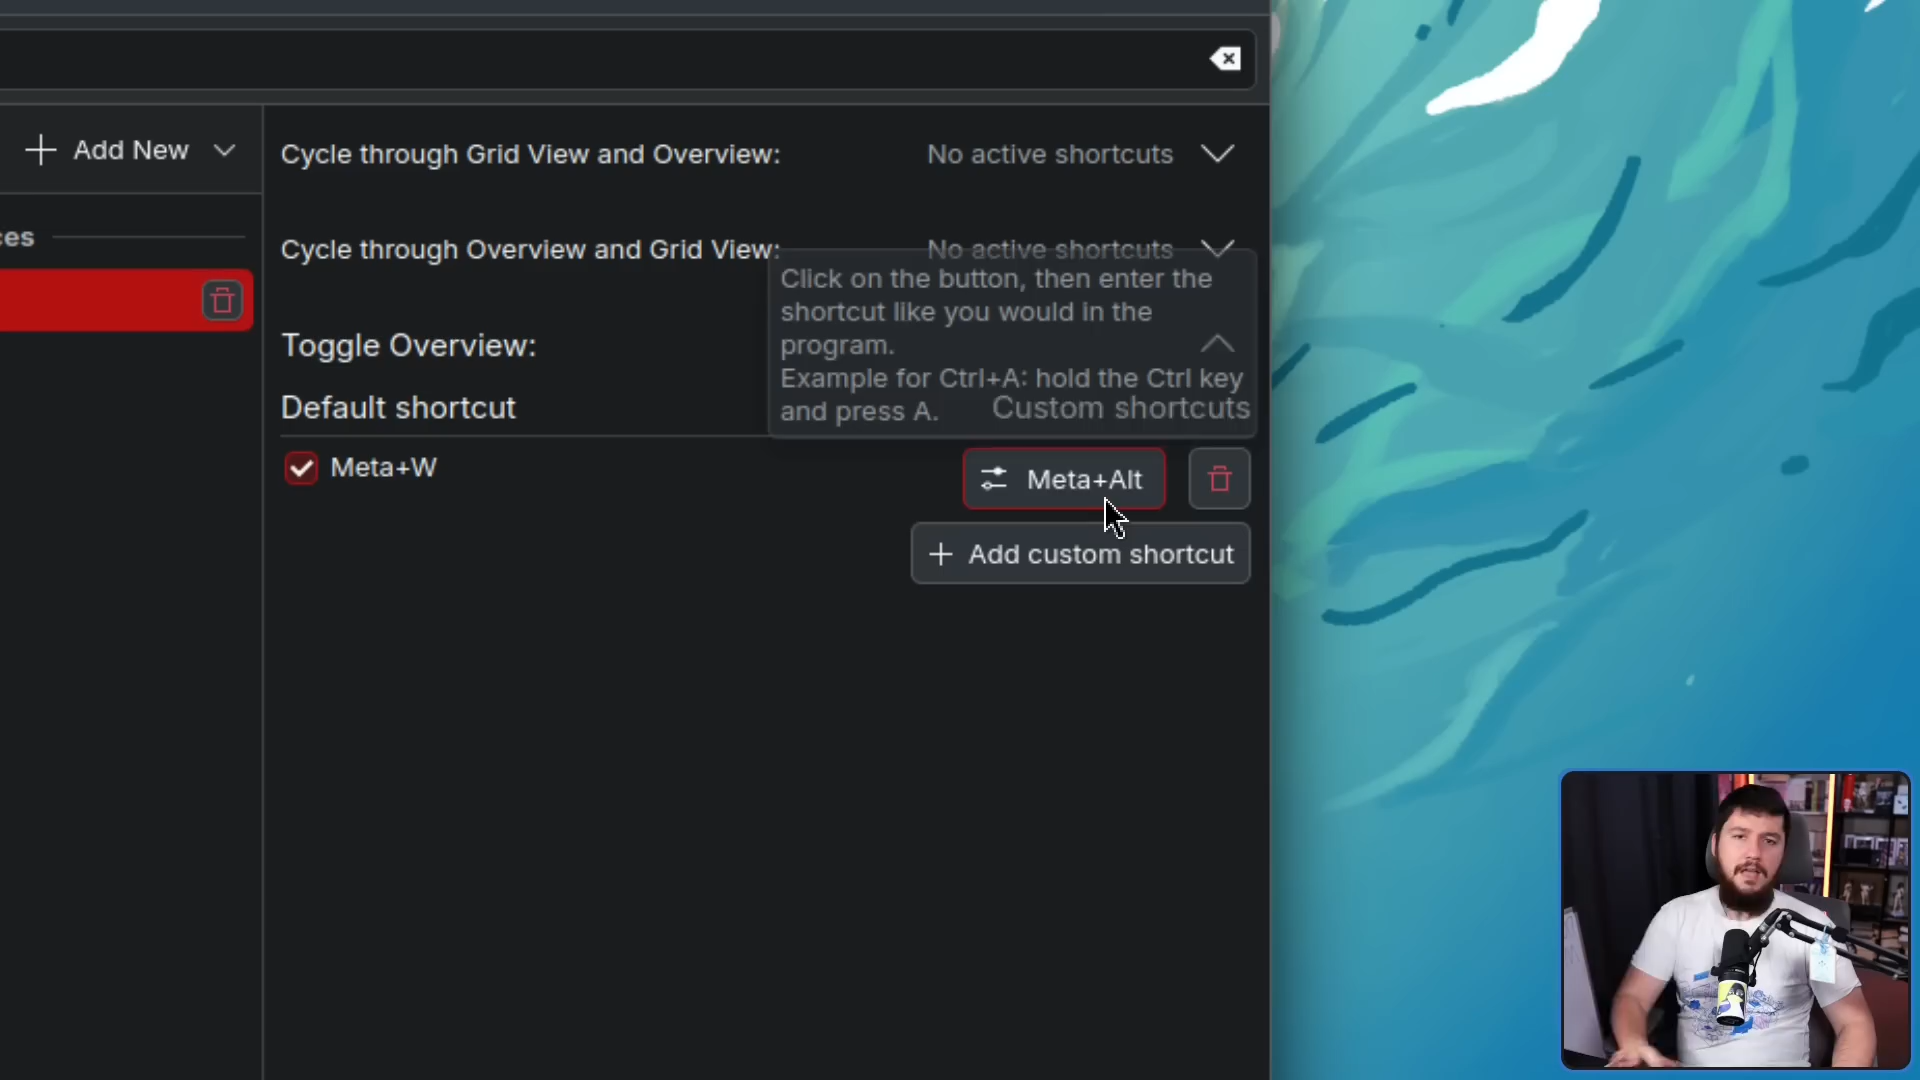 Add New
ces
Cycle through Grid View and Overview: No active shortcuts
Cycle through Overview and Grid View: No active shortcuts
Click on the button, then enter the
shortcut like you would in the
program.
Example for Ctrl+A: hold the Ctrl key
and press A.
Toggle Overview:
Default shortcut Custom shortcuts
Meta+W Meta+Alt
Add custom shortcut